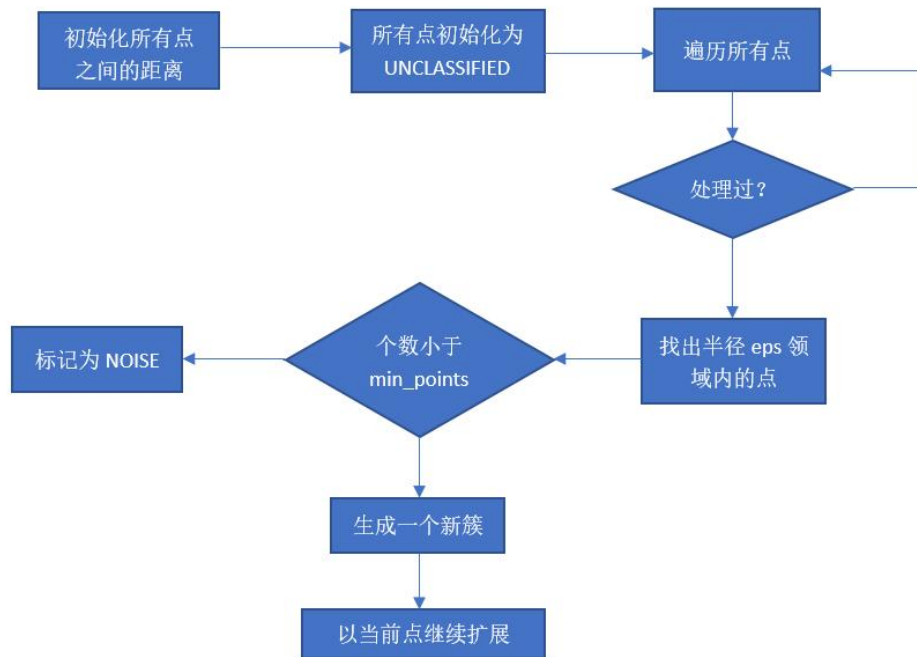 初始化所有点
之间的距离
所有点初始化为
UNCLASSIFIED
遍历所有点
处理过？
找出半径 eps 领
域内的点
个数小于
min_points
标记为 NOISE
生成一个新簇
以当前点继续扩展